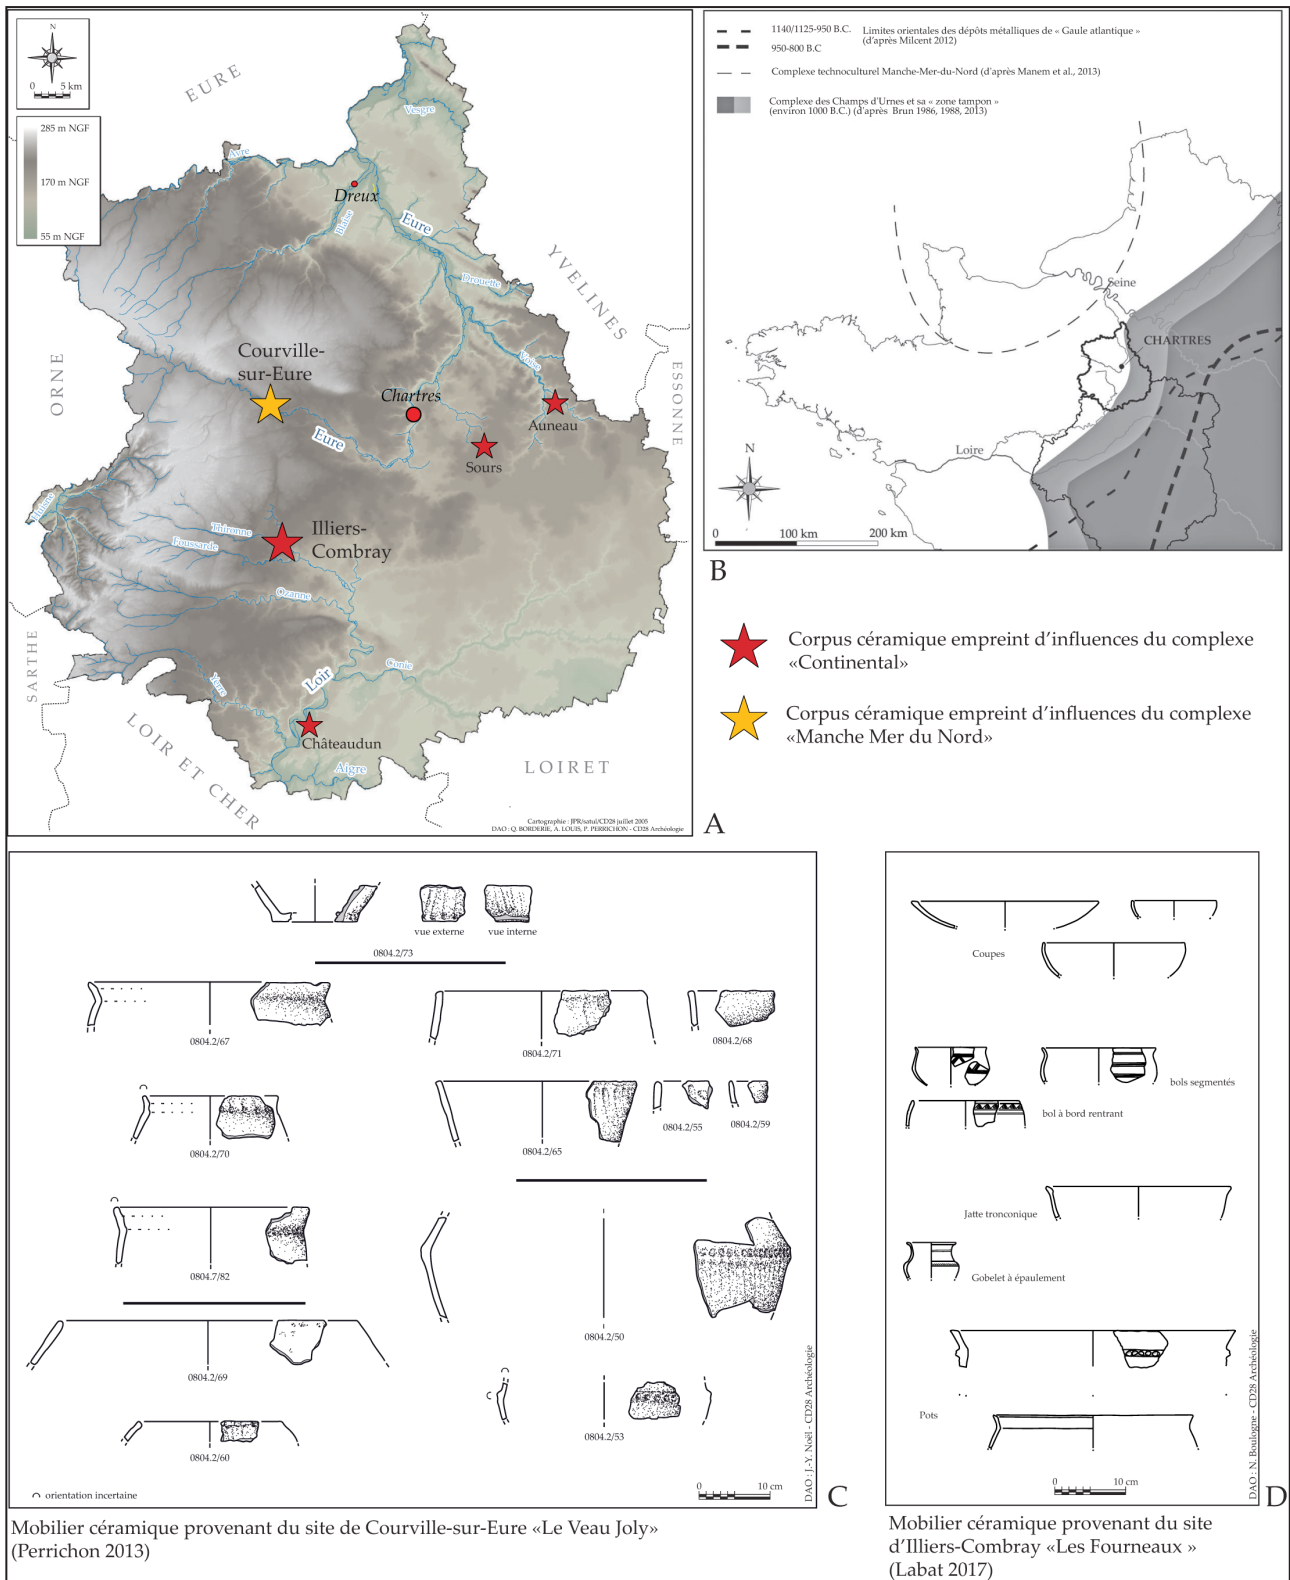 N
0 5 km
285 m NGF
170 m NGF
55 m NGF
EURE
Vesgre
Avre
Dreux
Blaise
Eure
Drouette
YVELINES
ORNE
Courville-
sur-Eure
Chartres
Voise
Auneau
ESSONNE
Eure
Sours
Huisne
Thironne
Foussarde
Illiers-
Combray
Ozanne
SARTHE
Yerre
Loir
Conie
Châteaudun
LOIR ET CHER
Aigre
LOIRET
Cartographie : JPR/satul/CD28 juillet 2005
DAO : Q. BORDERIE, A. LOUIS, P. PERRICHON - CD28 Archéologie
A
1140/1125-950 B.C. Limites orientales des dépôts métalliques de « Gaule atlantique »
(d'après Milcent 2012)
950-800 B.C
Complexe technoculturel Manche-Mer-du-Nord (d'après Manem et al., 2013)
Complexe des Champs d'Urnes et sa « zone tampon »
(environ 1000 B.C.) (d'après Brun 1986, 1988, 2013)
Seine
CHARTRES
Loire
N
0 100 km 200 km
B
Corpus céramique empreint d'influences du complexe
«Continental»
Corpus céramique empreint d'influences du complexe
«Manche Mer du Nord»
vue externe vue interne
0804.2/73
0804.2/67
0804.2/71
0804.2/68
0804.2/70
0804.2/65
0804.2/55
0804.2/59
0804.7/82
0804.2/50
0804.2/69
0804.2/53
0804.2/60
orientation incertaine
0 10 cm
DAO : J.-Y. Noël - CD28 Archéologie
C
Mobilier céramique provenant du site de Courville-sur-Eure «Le Veau Joly»
(Perrichon 2013)
Coupes
bols segmentés
bol à bord rentrant
Jatte tronconique
Gobelet à épaulement
Pots
0 10 cm
DAO : N. Boulogne - CD28 Archéologie
D
Mobilier céramique provenant du site
d'Illiers-Combray «Les Fourneaux »
(Labat 2017)